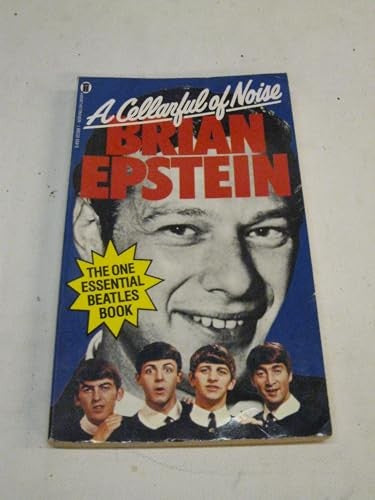 A Cellarful of Noise
BRIAN
EPSTEIN
THE ONE
ESSENTIAL
BEATLES
BOOK